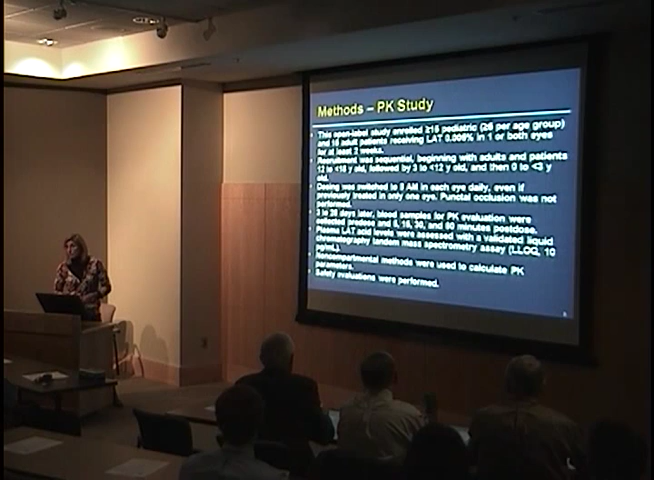 Methods – PK Study
This open-label study enrolled ≥15 pediatric (≥5 per age group)
and 15 adult patients receiving LAT 0.005% in 1 or both eyes
for at least 2 weeks.
Recruitment was sequential, beginning with adults and patients
12 to <18 y old, followed by 3 to <12 y old, and then 0 to <3 y
old.
Dosing was switched to 8 AM in each eye daily, even if
previously treated in only one eye. Punctal occlusion was not
performed.
3 to 28 days later, blood samples for PK evaluation were
collected predose and 5, 15, 30, and 60 minutes postdose.
Plasma LAT acid levels were assessed with a validated liquid
chromatography tandem mass spectrometry assay (LLOQ, 10
Noncompartmental methods were used to calculate PK
parameters.
Safety evaluations were performed.